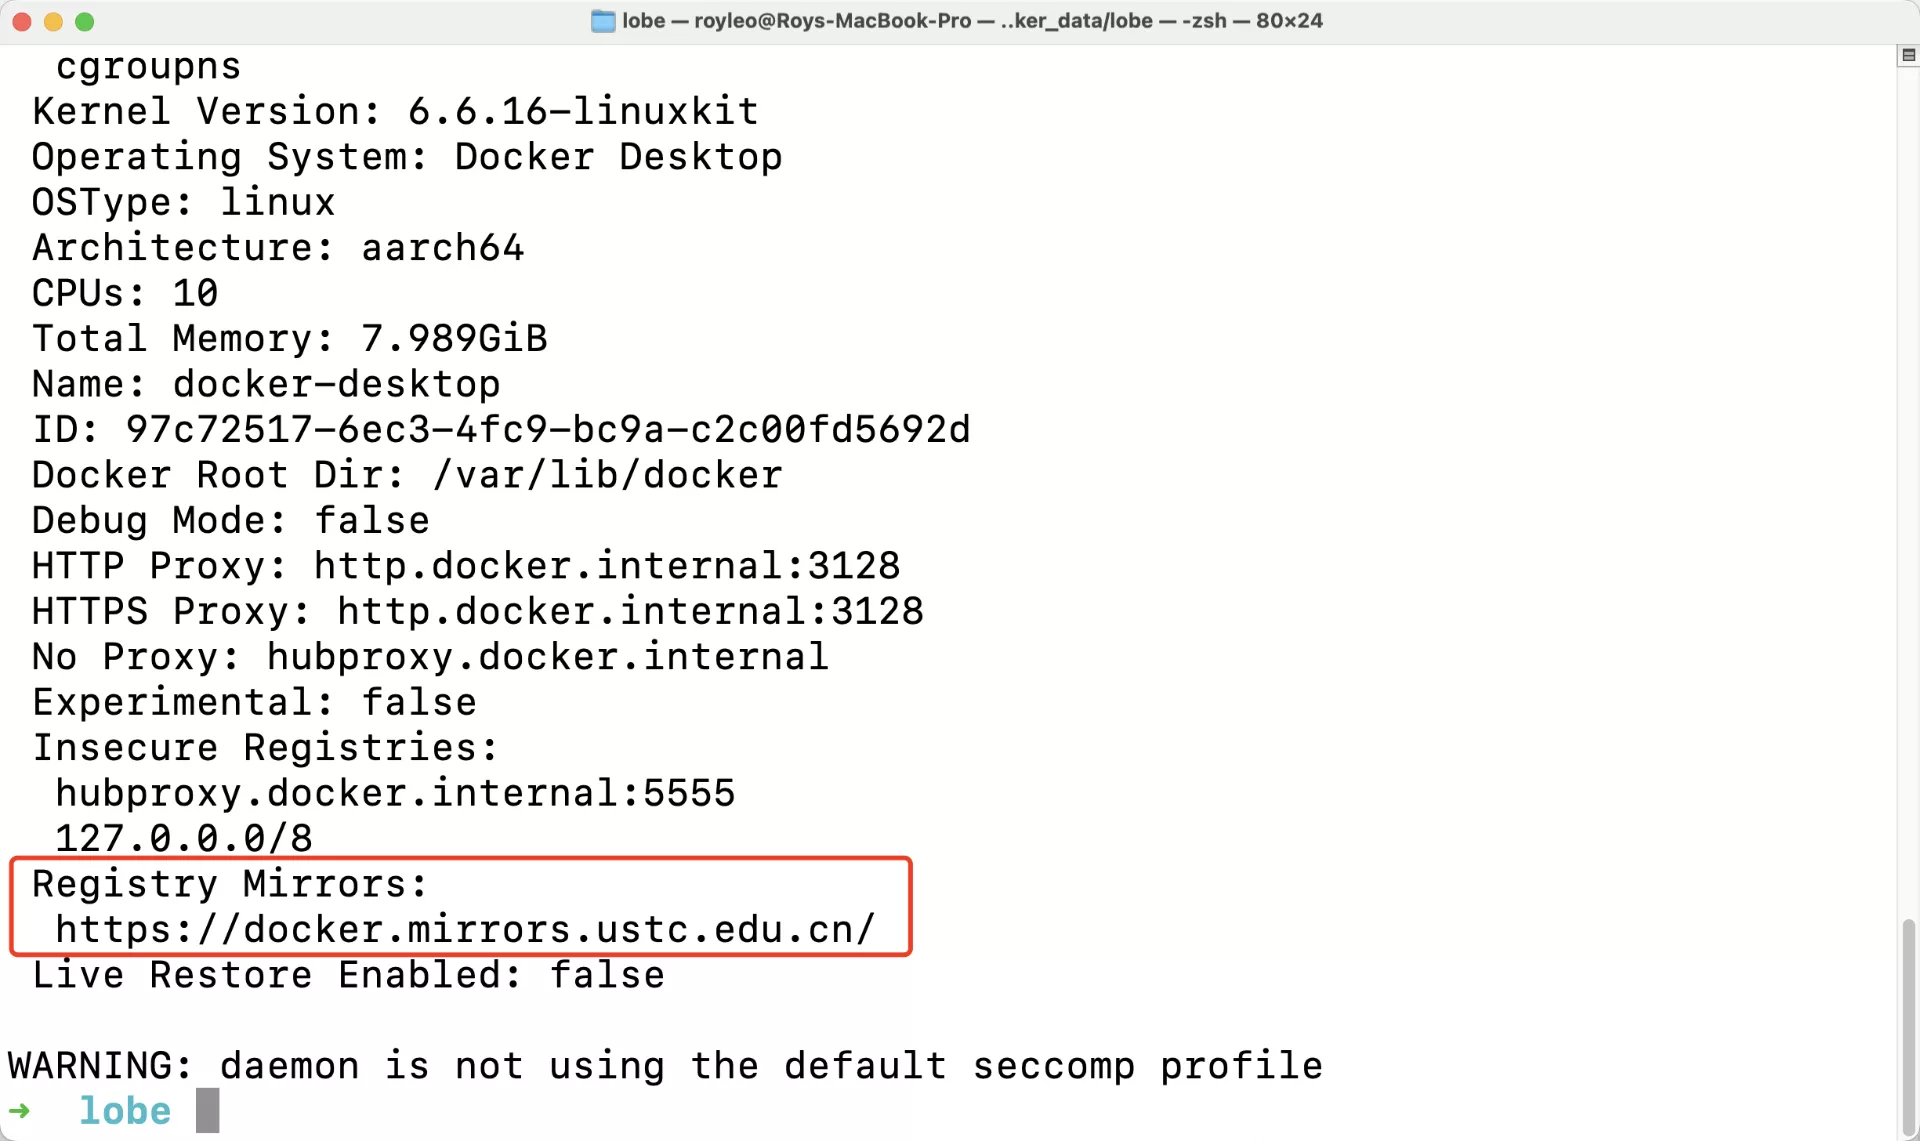 lobe — royleo@Roys-MacBook-Pro — ..ker_data/lobe — -zsh — 80×24
cgroupns
Kernel Version: 6.6.16-linuxkit
Operating System: Docker Desktop
OSType: linux
Architecture: aarch64
CPUs: 10
Total Memory: 7.989GiB
Name: docker-desktop
ID: 97c72517-6ec3-4fc9-bc9a-c2c00fd5692d
Docker Root Dir: /var/lib/docker
Debug Mode: false
HTTP Proxy: http.docker.internal:3128
HTTPS Proxy: http.docker.internal:3128
No Proxy: hubproxy.docker.internal
Experimental: false
Insecure Registries:
hubproxy.docker.internal:5555
127.0.0.0/8
Registry Mirrors:
https://docker.mirrors.ustc.edu.cn/
Live Restore Enabled: false
WARNING: daemon is not using the default seccomp profile
➜ lobe